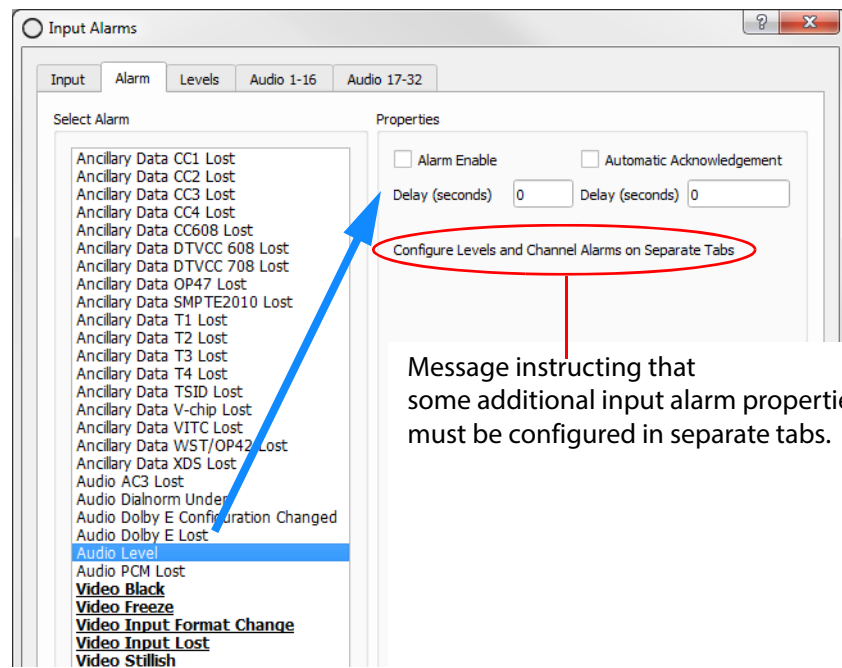 Input Alarms
Input Alarm Levels Audio 1-16 Audio 17-32
Select Alarm
Ancillary Data CC1 Lost
Ancillary Data CC2 Lost
Ancillary Data CC3 Lost
Ancillary Data CC4 Lost
Ancillary Data CC608 Lost
Ancillary Data DTVCC 608 Lost
Ancillary Data DTVCC 708 Lost
Ancillary Data OP47 Lost
Ancillary Data SMPTE2010 Lost
Ancillary Data T1 Lost
Ancillary Data T2 Lost
Ancillary Data T3 Lost
Ancillary Data T4 Lost
Ancillary Data TSID Lost
Ancillary Data V-chip Lost
Ancillary Data VITC Lost
Ancillary Data WST/OP42 Lost
Ancillary Data XDS Lost
Audio AC3 Lost
Audio Dialnorm Under
Audio Dolby E Configuration Changed
Audio Dolby E Lost
Audio Level
Audio PCM Lost
Video Black
Video Freeze
Video Input Format Change
Video Input Lost
Video Stillish
Properties
Alarm Enable Automatic Acknowledgement
Delay (seconds) 0 Delay (seconds) 0
Configure Levels and Channel Alarms on Separate Tabs
Message instructing that
some additional input alarm propertie
must be configured in separate tabs.